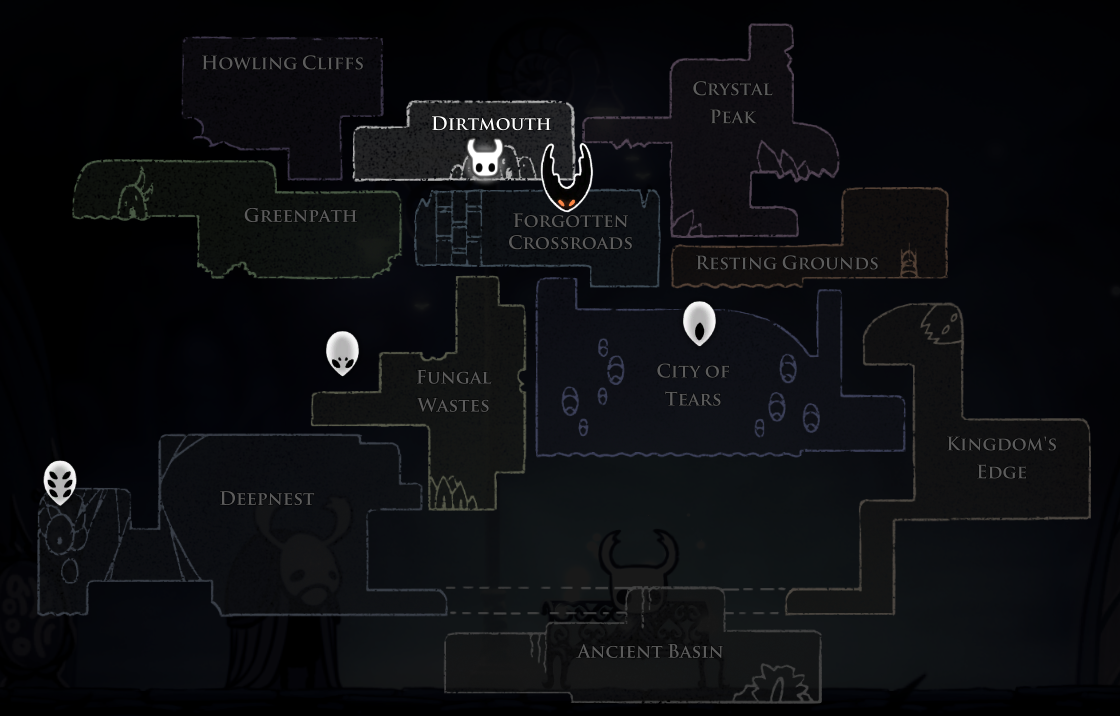 HOWLING CLIFFS
CRYSTAL
PEAK
DIRTMOUTH
GREENPATH
FORGOTTEN
CROSSROADS
RESTING GROUNDS
FUNGAL
WASTES
CITY OF
TEARS
KINGDOM'S
EDGE
DEEPNEST
ANCIENT BASIN